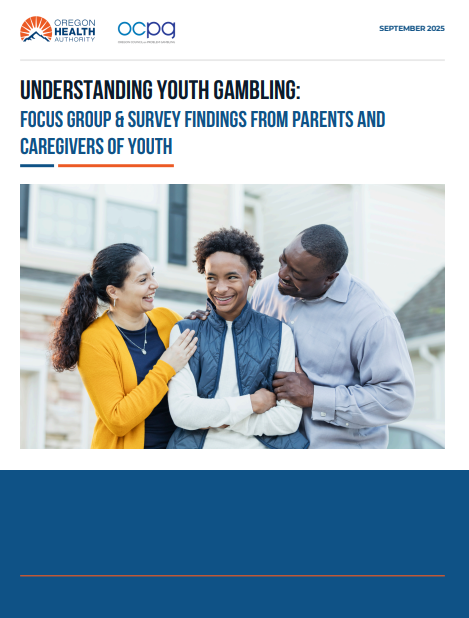 OREGON
HEALTH
AUTHORITY
ocpg
SEPTEMBER 2025
UNDERSTANDING YOUTH GAMBLING:
FOCUS GROUP & SURVEY FINDINGS FROM PARENTS AND
CAREGIVERS OF YOUTH